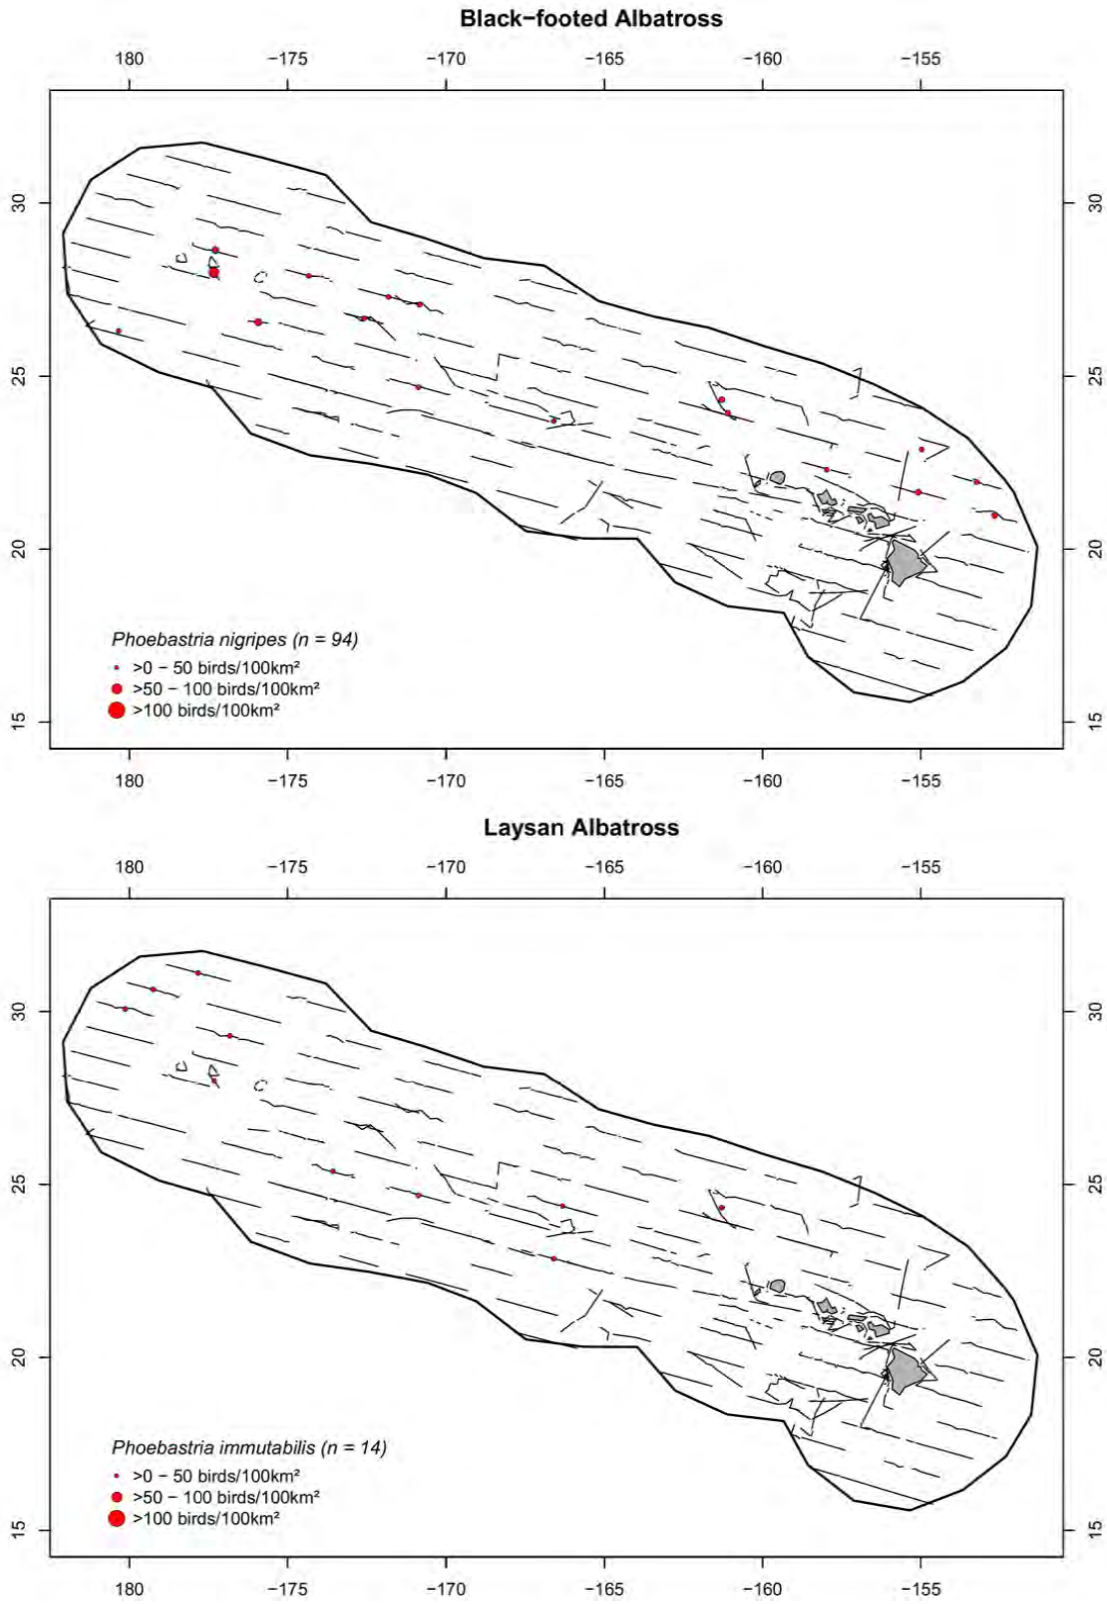 Black−footed Albatross
180 −175 −170 −165 −160 −155
30 30
25 25
20 20
15 15
Phoebastria nigripes (n = 94)
>0 − 50 birds/100km²
>50 − 100 birds/100km²
>100 birds/100km²
180 −175 −170 −165 −160 −155
Laysan Albatross
180 −175 −170 −165 −160 −155
30 30
25 25
20 20
15 15
Phoebastria immutabilis (n = 14)
>0 − 50 birds/100km²
>50 − 100 birds/100km²
>100 birds/100km²
180 −175 −170 −165 −160 −155